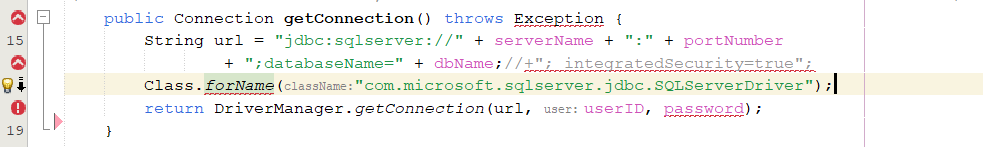 public Connection getConnection() throws Exception {
15 String url = "jdbc:sqlserver://" + serverName + ":" + portNumber
+ ";databaseName=" + dbName;//+"; integratedSecurity=true";
Class.forName(className:"com.microsoft.sqlserver.jdbc.SQLServerDriver");
return DriverManager.getConnection(url, user: userID, password);
19 }